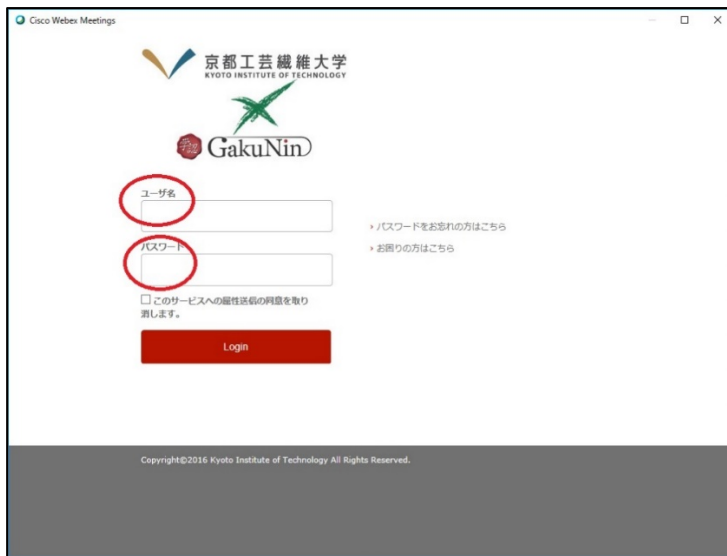 Cisco Webex Meetings
京都工芸繊維大学
KYOTO INSTITUTE OF TECHNOLOGY
学認
GakuNin
ユーザ名
パスワード
› パスワードをお忘れの方はこちら
› お困りの方はこちら
このサービスへの属性送信の同意を取り
消します。
Login
Copyright©2016 Kyoto Institute of Technology All Rights Reserved.